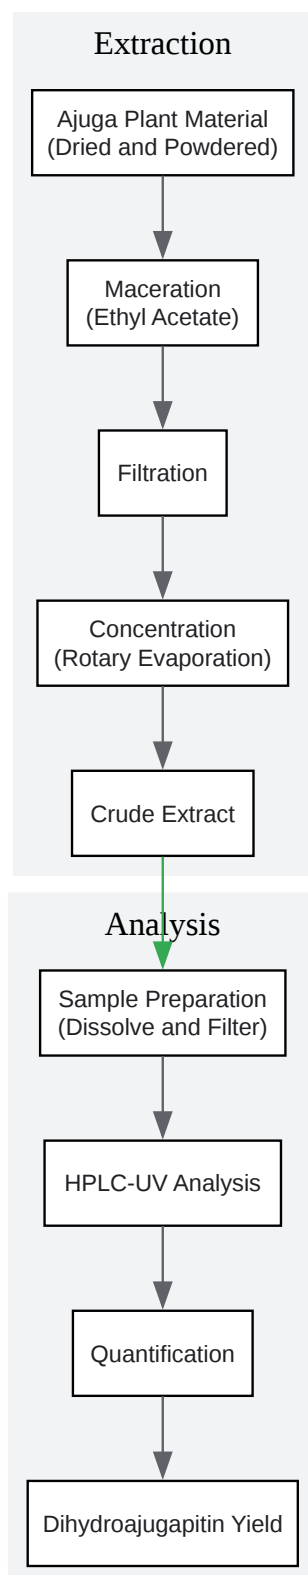 Extraction
Ajuga Plant Material
(Dried and Powdered)
Maceration
(Ethyl Acetate)
Filtration
Concentration
(Rotary Evaporation)
Crude Extract
Analysis
Sample Preparation
(Dissolve and Filter)
HPLC-UV Analysis
Quantification
Dihydroajugapitin Yield